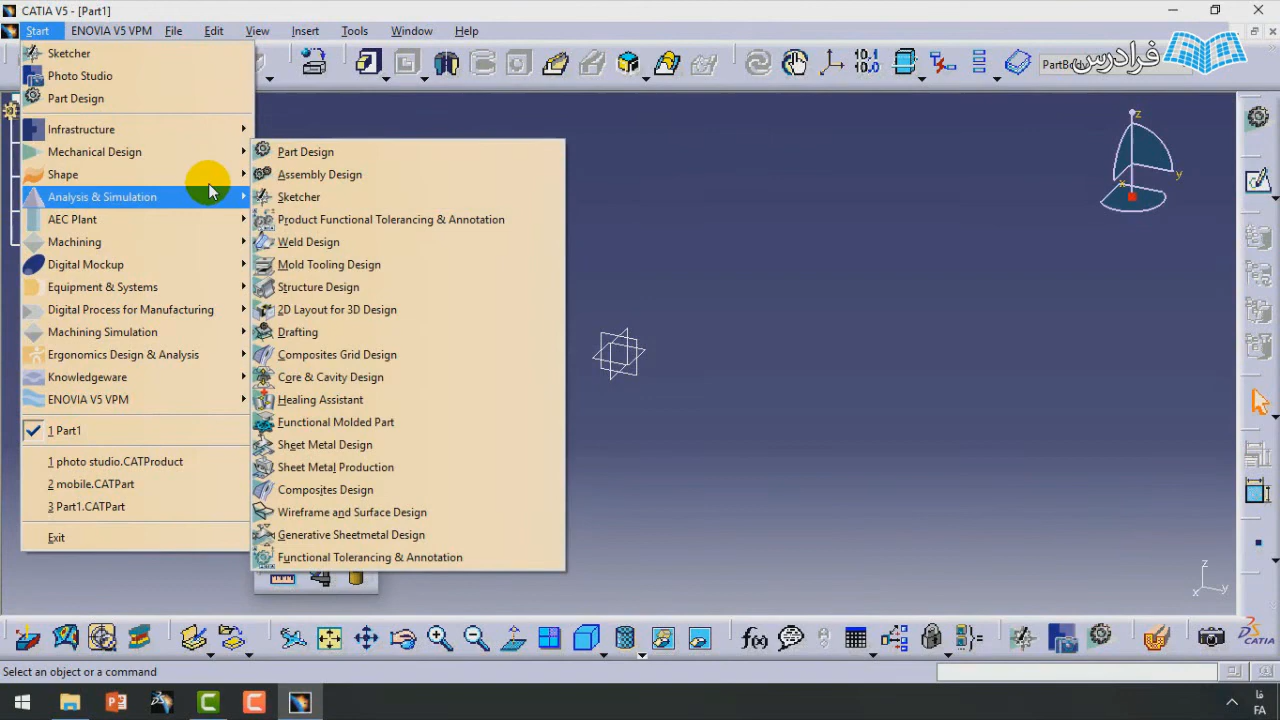 CATIA V5 - [Part1]
Start
ENOVIA V5 VPM
File
Edit
View
Insert
Tools
Window
Help
10.1
10.0
PartBody
فرادرس
Sketcher
Photo Studio
Part Design
Infrastructure
Mechanical Design
Shape
Analysis & Simulation
AEC Plant
Machining
Digital Mockup
Equipment & Systems
Digital Process for Manufacturing
Machining Simulation
Ergonomics Design & Analysis
Knowledgeware
ENOVIA V5 VPM
1 Part1
1 photo studio.CATProduct
2 mobile.CATPart
3 Part1.CATPart
Exit
Part Design
Assembly Design
Sketcher
Product Functional Tolerancing & Annotation
Weld Design
Mold Tooling Design
Structure Design
2D Layout for 3D Design
Drafting
Composites Grid Design
Core & Cavity Design
Healing Assistant
Functional Molded Part
Sheet Metal Design
Sheet Metal Production
Composites Design
Wireframe and Surface Design
Generative Sheetmetal Design
Functional Tolerancing & Annotation
z
y
x
z
x
y
f(x)
CATIA
Select an object or a command
فا
FA